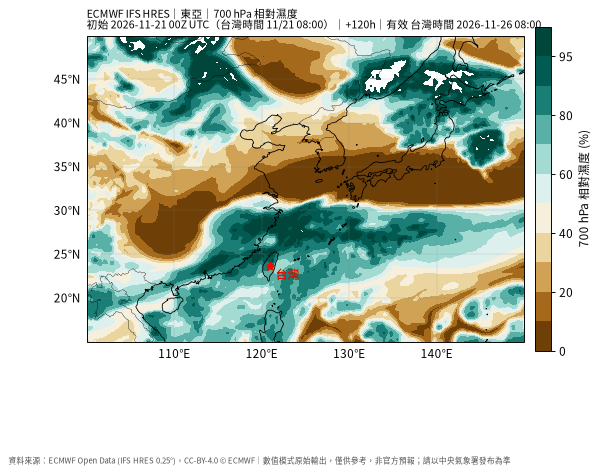 ECMWF IFS HRES｜東亞｜700 hPa 相對濕度
初始 2026-11-21 00Z UTC（台灣時間 11/21 08:00）｜+120h｜有效 台灣時間 2026-11-26 08:00
45°N
40°N
35°N
30°N
25°N
20°N
110°E
120°E
130°E
140°E
台灣
95
80
60
40
20
0
700 hPa 相對濕度 (%)
資料來源：ECMWF Open Data (IFS HRES 0.25°)，CC-BY-4.0 © ECMWF｜數值模式原始輸出，僅供參考，非官方預報；請以中央氣象署發布為準